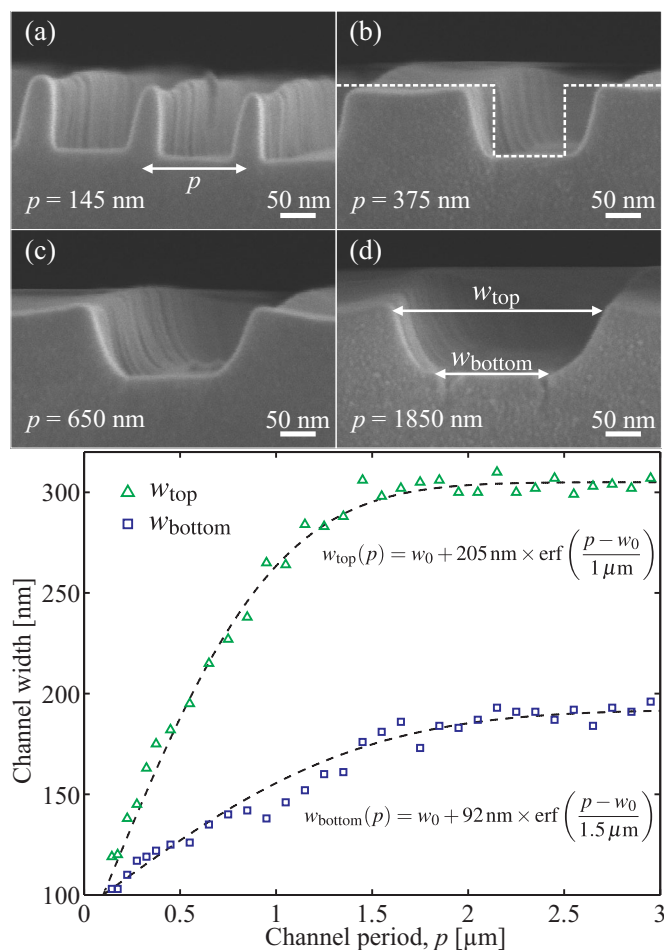 (a)
p
p = 145 nm
50 nm
(b)
p = 375 nm
50 nm
(c)
p = 650 nm
50 nm
(d)
w_top
w_bottom
p = 1850 nm
50 nm
Channel width [nm]
300
250
200
150
100
w_top
w_bottom
w_top(p) = w_0 + 205 nm × erf ( (p − w_0) / 1 μm )
w_bottom(p) = w_0 + 92 nm × erf ( (p − w_0) / 1.5 μm )
0 0.5 1 1.5 2 2.5 3
Channel period, p [μm]